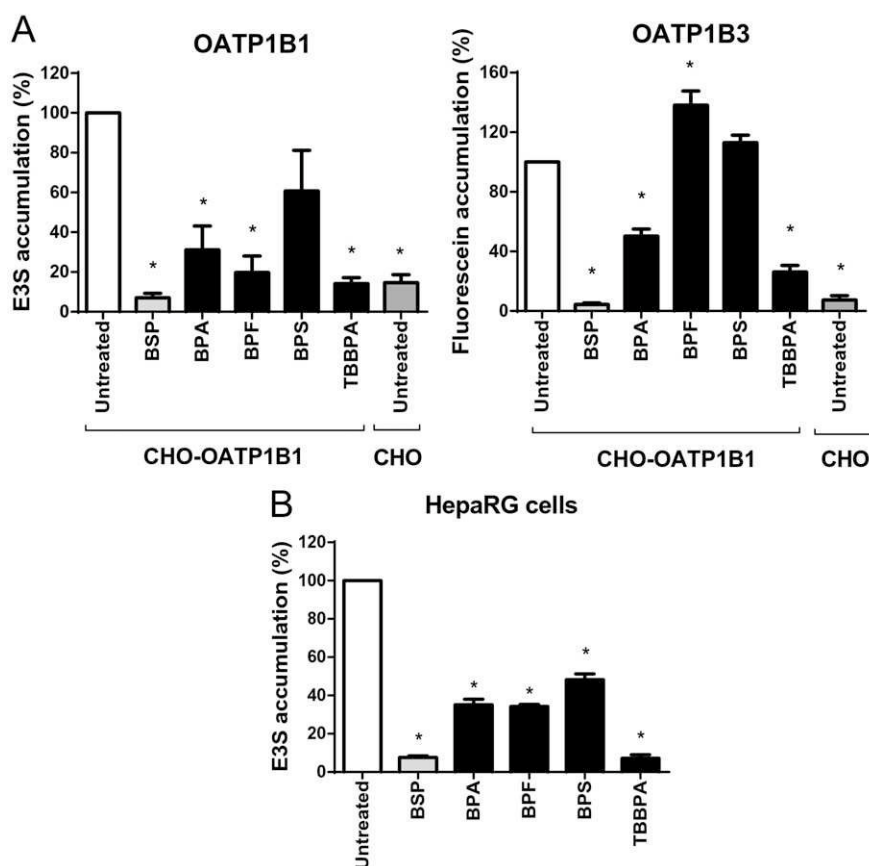 A
OATP1B1
E3S accumulation (%)
120
100
80
60
40
20
0
*
*
*
*
*
Untreated
BSP
BPA
BPF
BPS
TBBPA
Untreated
CHO-OATP1B1
CHO
OATP1B3
Fluorescein accumulation (%)
160
120
80
40
0
*
*
*
*
*
Untreated
BSP
BPA
BPF
BPS
TBBPA
Untreated
CHO-OATP1B1
CHO
B
HepaRG cells
E3S accumulation (%)
120
100
80
60
40
20
0
*
*
*
*
*
Untreated
BSP
BPA
BPF
BPS
TBBPA